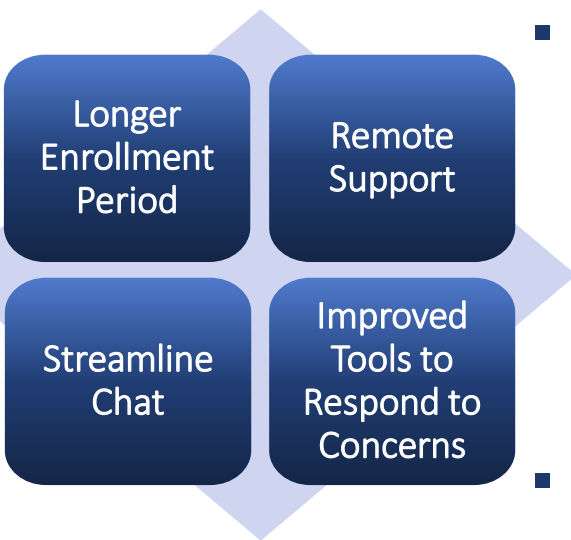 Longer
Enrollment
Period
Remote
Support
Streamline
Chat
Improved
Tools to
Respond to
Concerns